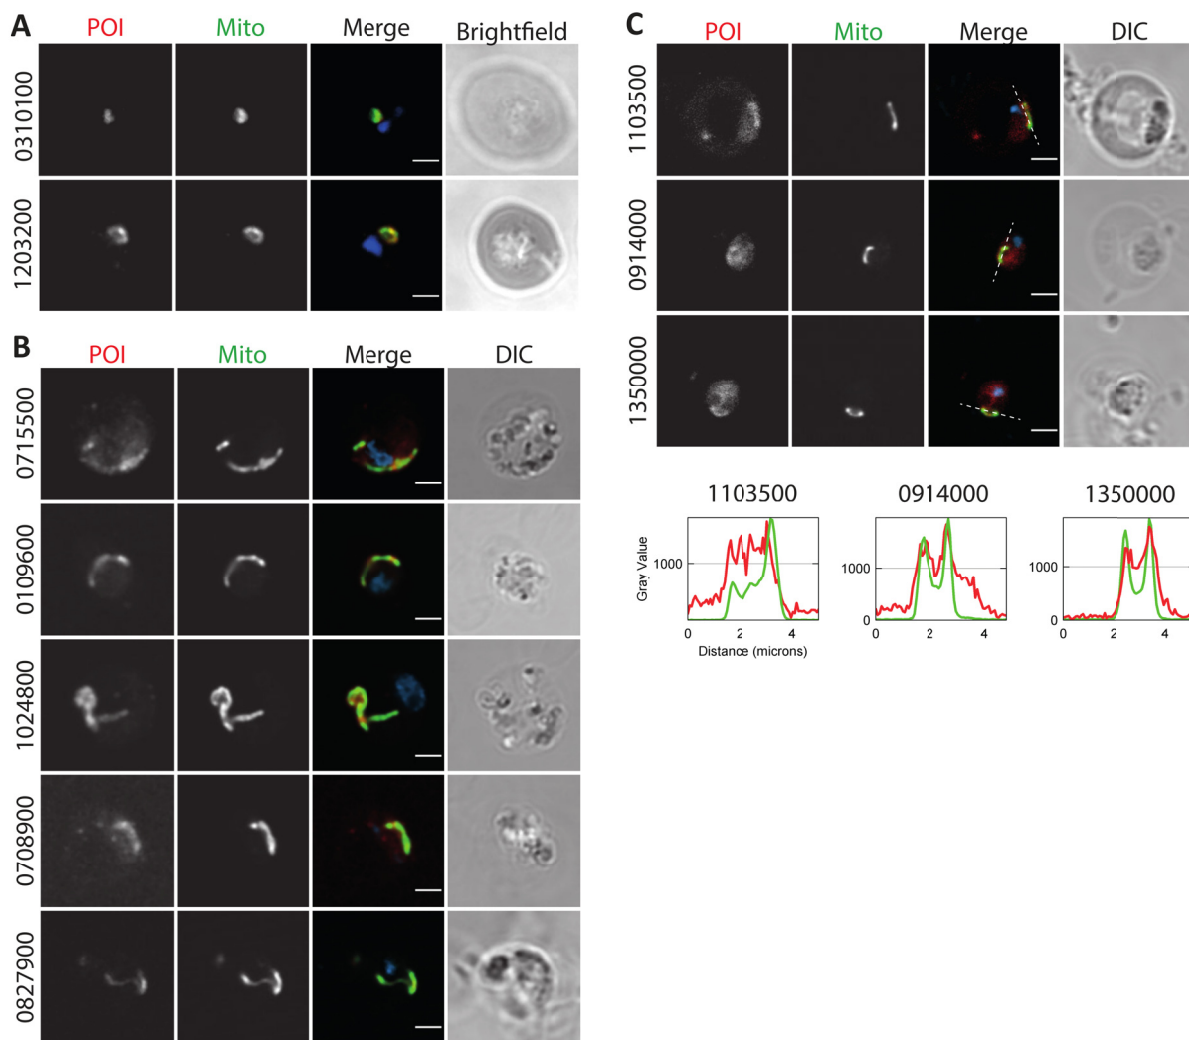 A
POI Mito Merge Brightfield
0310100
1203200
B
POI Mito Merge DIC
0715500
0109600
1024800
0708900
0827900
C
POI Mito Merge DIC
1103500
0914000
1350000
1103500 0914000 1350000
Gray Value
1000
0 2 4
Distance (microns)
1000
0
0 2 4
1000
0
0 2 4